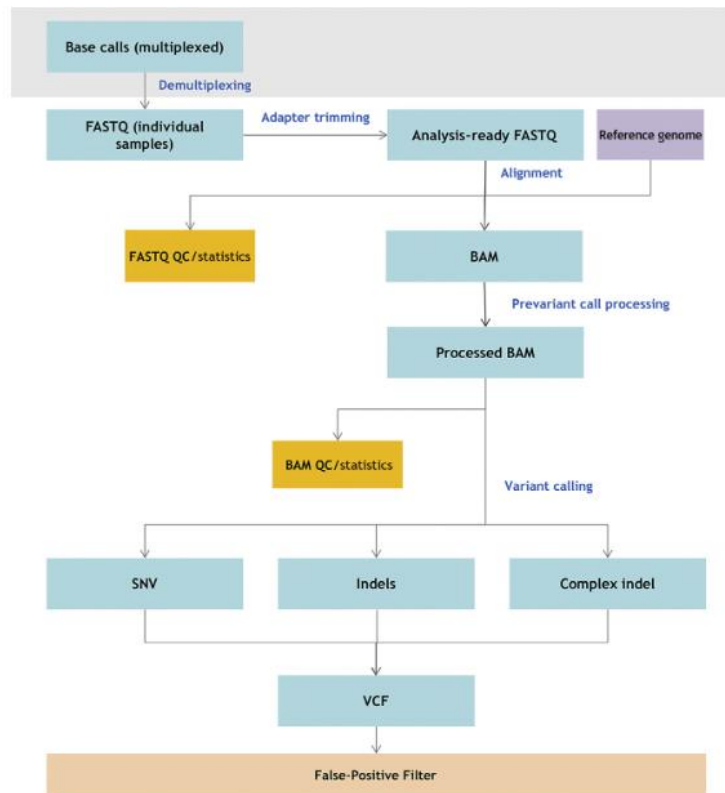 Base calls (multiplexed)
Demultiplexing
FASTQ (individual
samples)
Adapter trimming
Analysis-ready FASTQ
Reference genome
Alignment
FASTQ QC/statistics
BAM
Prevariant call processing
Processed BAM
BAM QC/statistics
Variant calling
SNV
Indels
Complex indel
VCF
False-Positive Filter